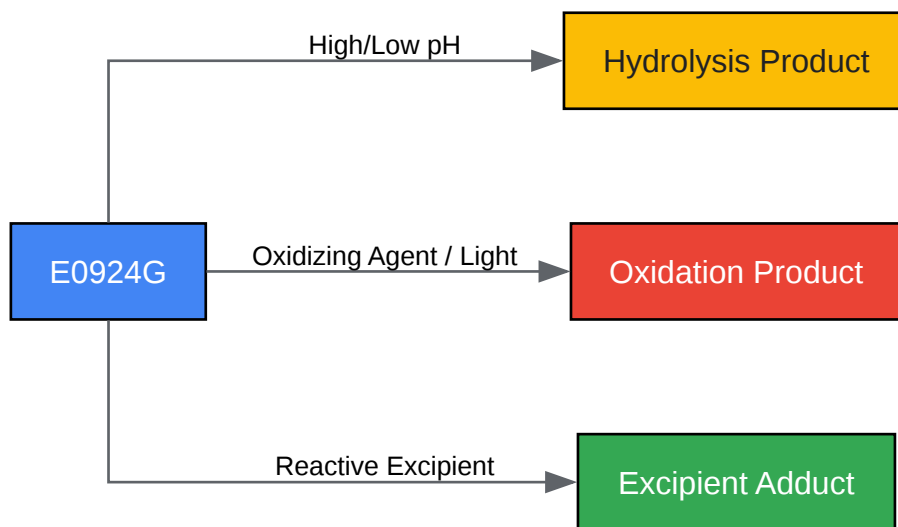 High/Low pH
Hydrolysis Product
E0924G
Oxidizing Agent / Light
Oxidation Product
Reactive Excipient
Excipient Adduct